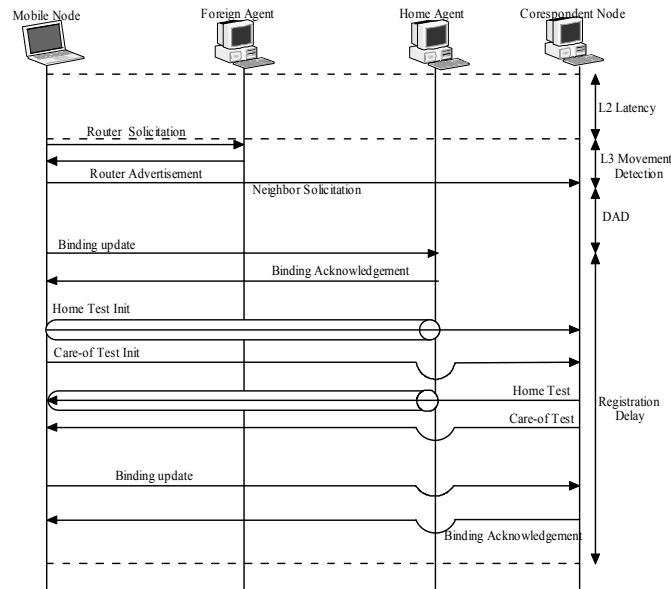 Mobile Node
Foreign Agent
Home Agent
Corespondent Node
L2 Latency
Router Solicitation
L3 Movement
Detection
Router Advertisement
Neighbor Solicitation
DAD
Binding update
Binding Acknowledgement
Home Test Init
Care-of Test Init
Home Test
Registration
Delay
Care-of Test
Binding update
Binding Acknowledgement